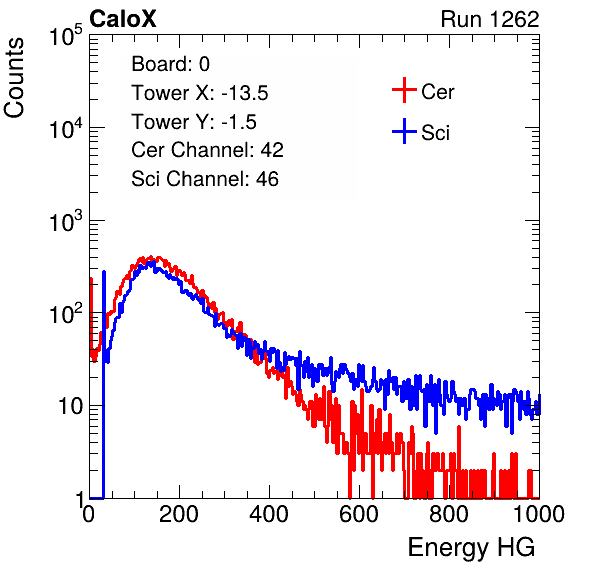 CaloX Run 1262
Counts
10^5
10^4
10^3
10^2
10
1
Board: 0
Tower X: -13.5
Tower Y: -1.5
Cer Channel: 42
Sci Channel: 46
Cer
Sci
0 200 400 600 800 1000
Energy HG